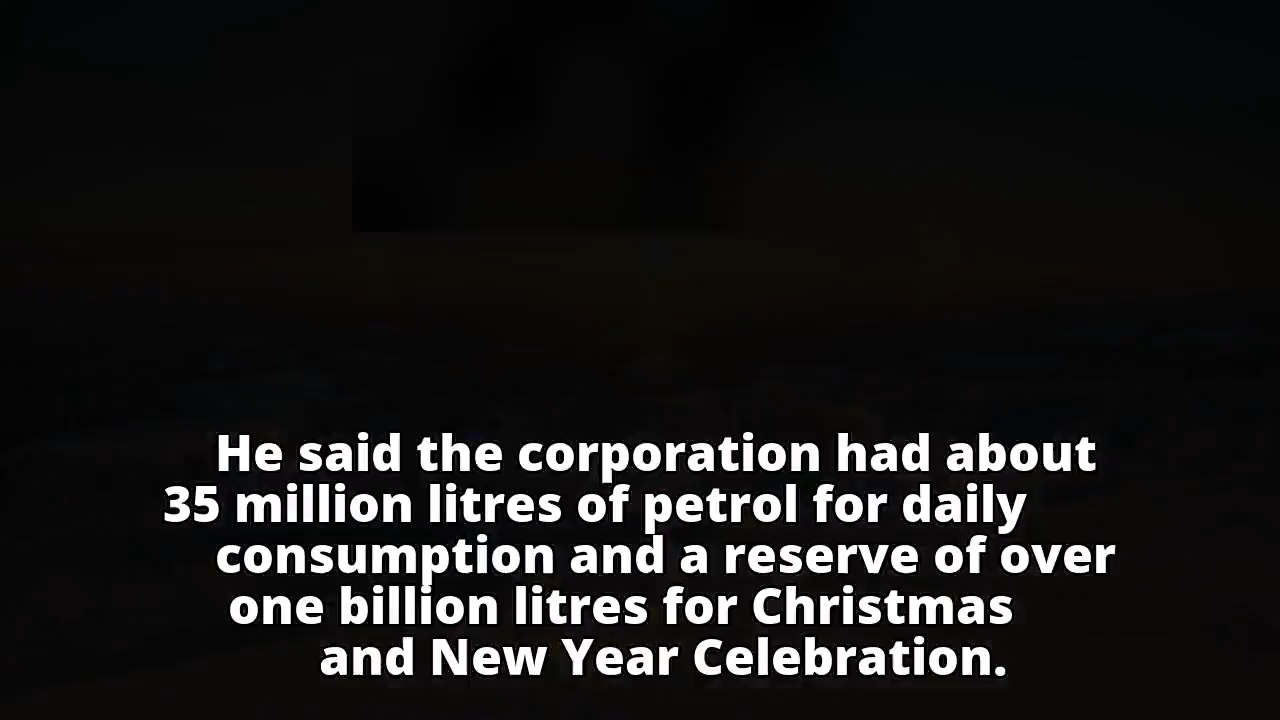 He said the corporation had about
35 million litres of petrol for daily
consumption and a reserve of over
one billion litres for Christmas
and New Year Celebration.